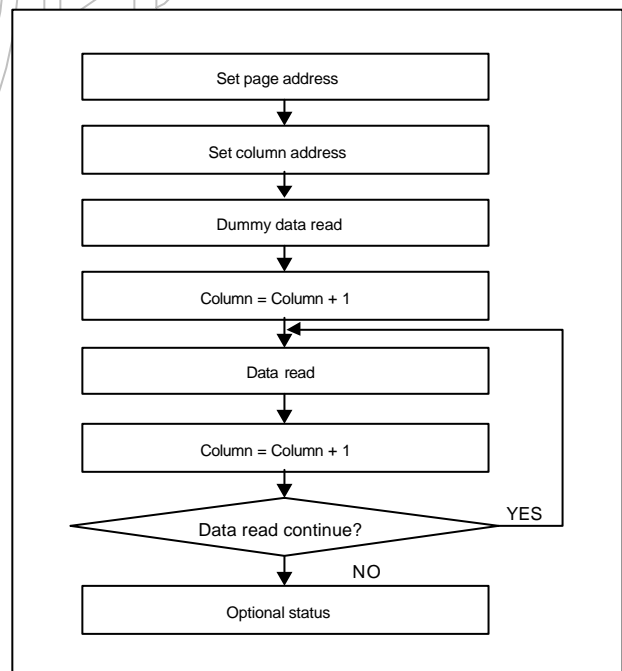 Set page address
Set column address
Dummy data read
Column = Column + 1
Data read
Column = Column + 1
Data read continue?
YES
NO
Optional status